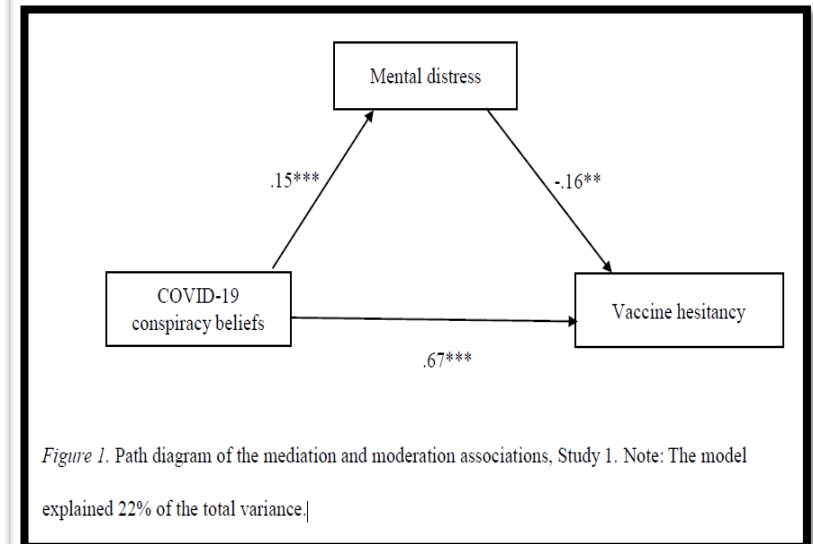 Mental distress
.15***
-.16**
COVID-19
conspiracy beliefs
Vaccine hesitancy
.67***
Figure 1. Path diagram of the mediation and moderation associations, Study 1. Note: The model
explained 22% of the total variance.